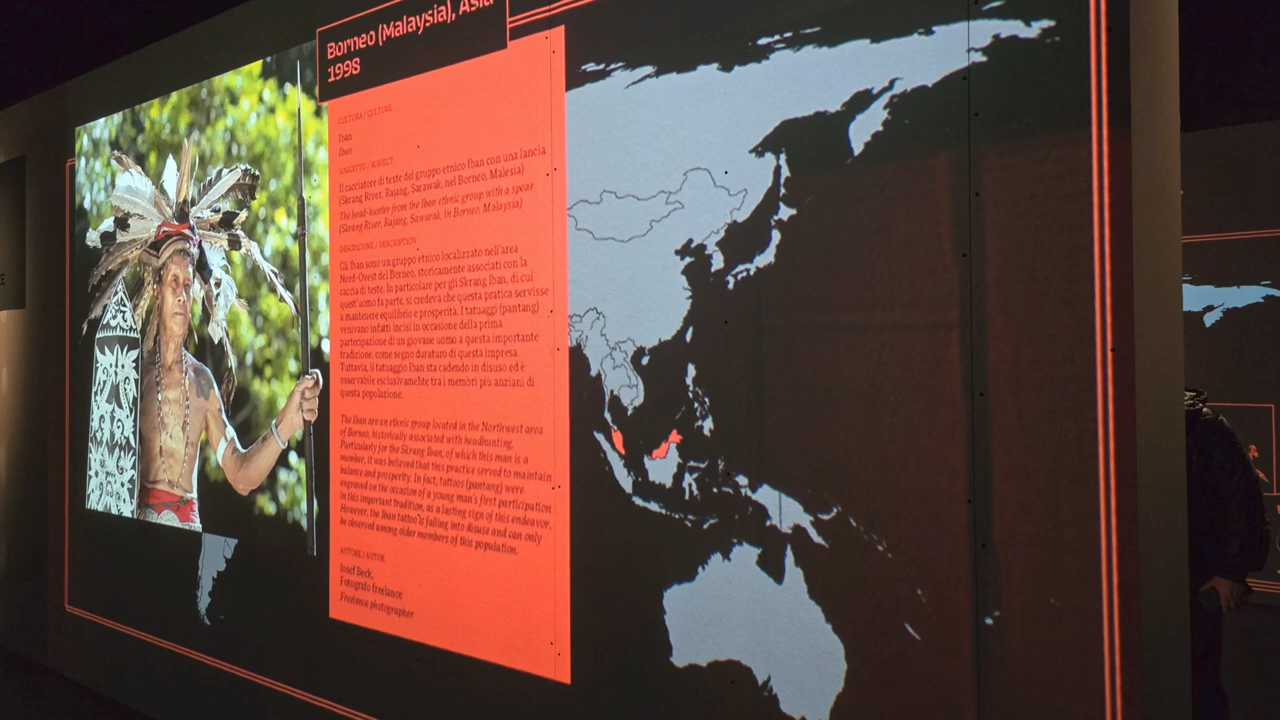 Borneo (Malaysia), Asia
1998
CULTURA / CULTURE
Iban
Iban
SOGGETTO / SUBJECT
Il cacciatore di teste del gruppo etnico Iban con una lancia
(Skrang River, Rajang, Sarawak, nel Borneo, Malesia)
The head-hunter from the Iban ethnic group with a spear
(Skrang River, Rajang, Sawarak, in Borneo, Malaysia)
DESCRIZIONE / DESCRIPTION
Gli Iban sono un gruppo etnico localizzato nell'area
Nord-Ovest del Borneo, storicamente associati con la
caccia di teste. In particolare per gli Skrang Iban, di cui
quest'uomo fa parte, si credeva che questa pratica servisse
a mantenere equilibrio e prosperità. I tatuaggi (pantang)
venivano infatti incisi in occasione della prima
partecipazione di un giovane uomo a questa importante
tradizione, come segno duraturo di questa impresa.
Tuttavia, il tatuaggio Iban sta cadendo in disuso ed è
osservabile esclusivamente tra i membri più anziani di
questa popolazione.
The Iban are an ethnic group located in the Northwest area
of Borneo, historically associated with headhunting.
Particularly for the Skrang Iban, of which this man is a
member, it was believed that this practice served to maintain
balance and prosperity. In fact, tattoos (pantang) were
engraved on the occasion of a young man's first participation
in this important tradition, as a lasting sign of this endeavor.
However, the Iban tattoo is falling into disuse and can only
be observed among older members of this population.
AUTORE / AUTOR
Josef Beck,
Fotografo freelance
Freelance photographer